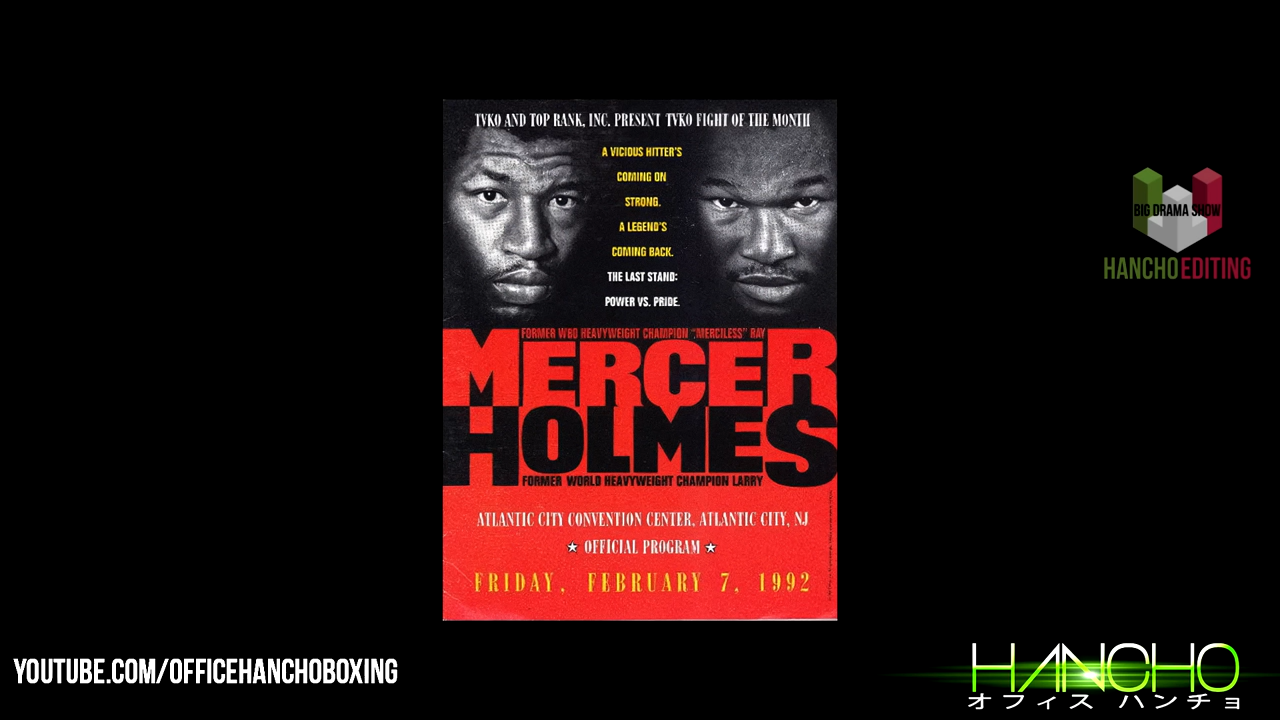 TVKO AND TOP RANK, INC. PRESENT TVKO FIGHT OF THE MONTH
A VICIOUS HITTER'S
COMING ON
STRONG.
A LEGEND'S
COMING BACK.
THE LAST STAND:
POWER VS. PRIDE.
FORMER WBO HEAVYWEIGHT CHAMPION "MERCILESS" RAY
MERCER
HOLMES
FORMER WORLD HEAVYWEIGHT CHAMPION LARRY
ATLANTIC CITY CONVENTION CENTER, ATLANTIC CITY, NJ
★ OFFICIAL PROGRAM ★
FRIDAY, FEBRUARY 7, 1992
BIG DRAMA SHOW
HANCHO EDITING
YOUTUBE.COM/OFFICEHANCHOBOXING
HANCHO
オフィス ハンチョ